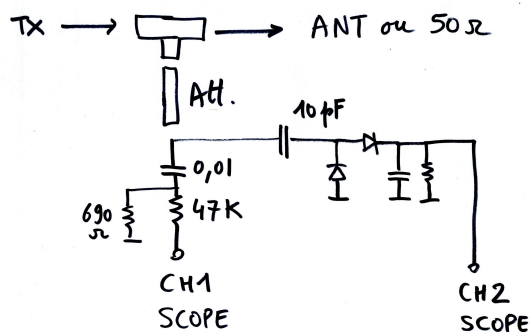 TX ANT ou 50Ω
Att.
10pF
0,01
690
Ω
47K
CH1
SCOPE
CH2
SCOPE